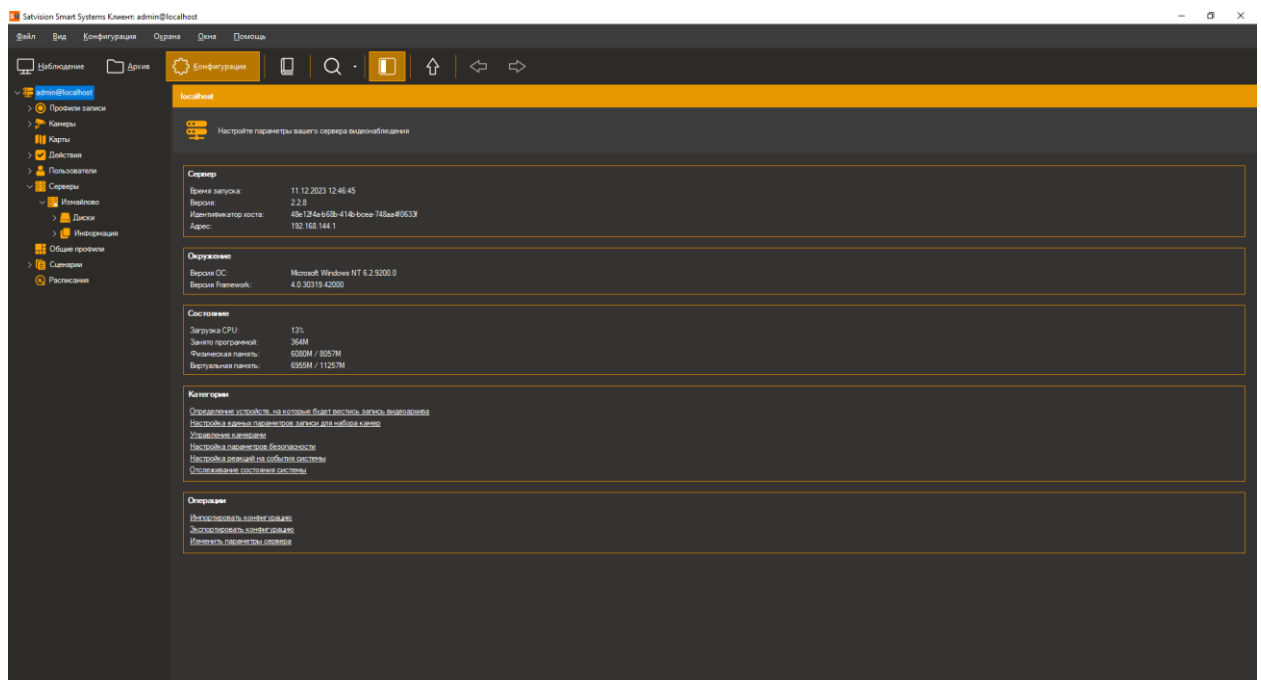 Satvision Smart Systems Клиент: admin@localhost
Файл Вид Конфигурация Охрана Окна Помощь
Наблюдение Архив Конфигурация
admin@localhost
Профили записи
Камеры
Карты
Действия
Пользователи
Серверы
Измайлово
Диски
Информация
Общие профили
Сценарии
Расписания
localhost
Настройте параметры вашего сервера видеонаблюдения
Сервер
Время запуска: 11.12.2023 12:46:45
Версия: 2.2.8
Идентификатор хоста: 48e12f4a-b68b-414b-bcea-748aa4f0633f
Адрес: 192.168.144.1
Окружение
Версия ОС: Microsoft Windows NT 6.2.9200.0
Версия Framework: 4.0.30319.42000
Состояние
Загрузка CPU: 13%
Занято программой: 364M
Физическая память: 6080M / 8057M
Виртуальная память: 6955M / 11257M
Категории
Определение устройств, на которые будет вестись запись видеоархива
Настройка единых параметров записи для набора камер
Управление камерами
Настройка параметров безопасности
Настройка реакций на события системы
Отслеживание состояния системы
Операции
Импортировать конфигурацию
Экспортировать конфигурацию
Изменить параметры сервера